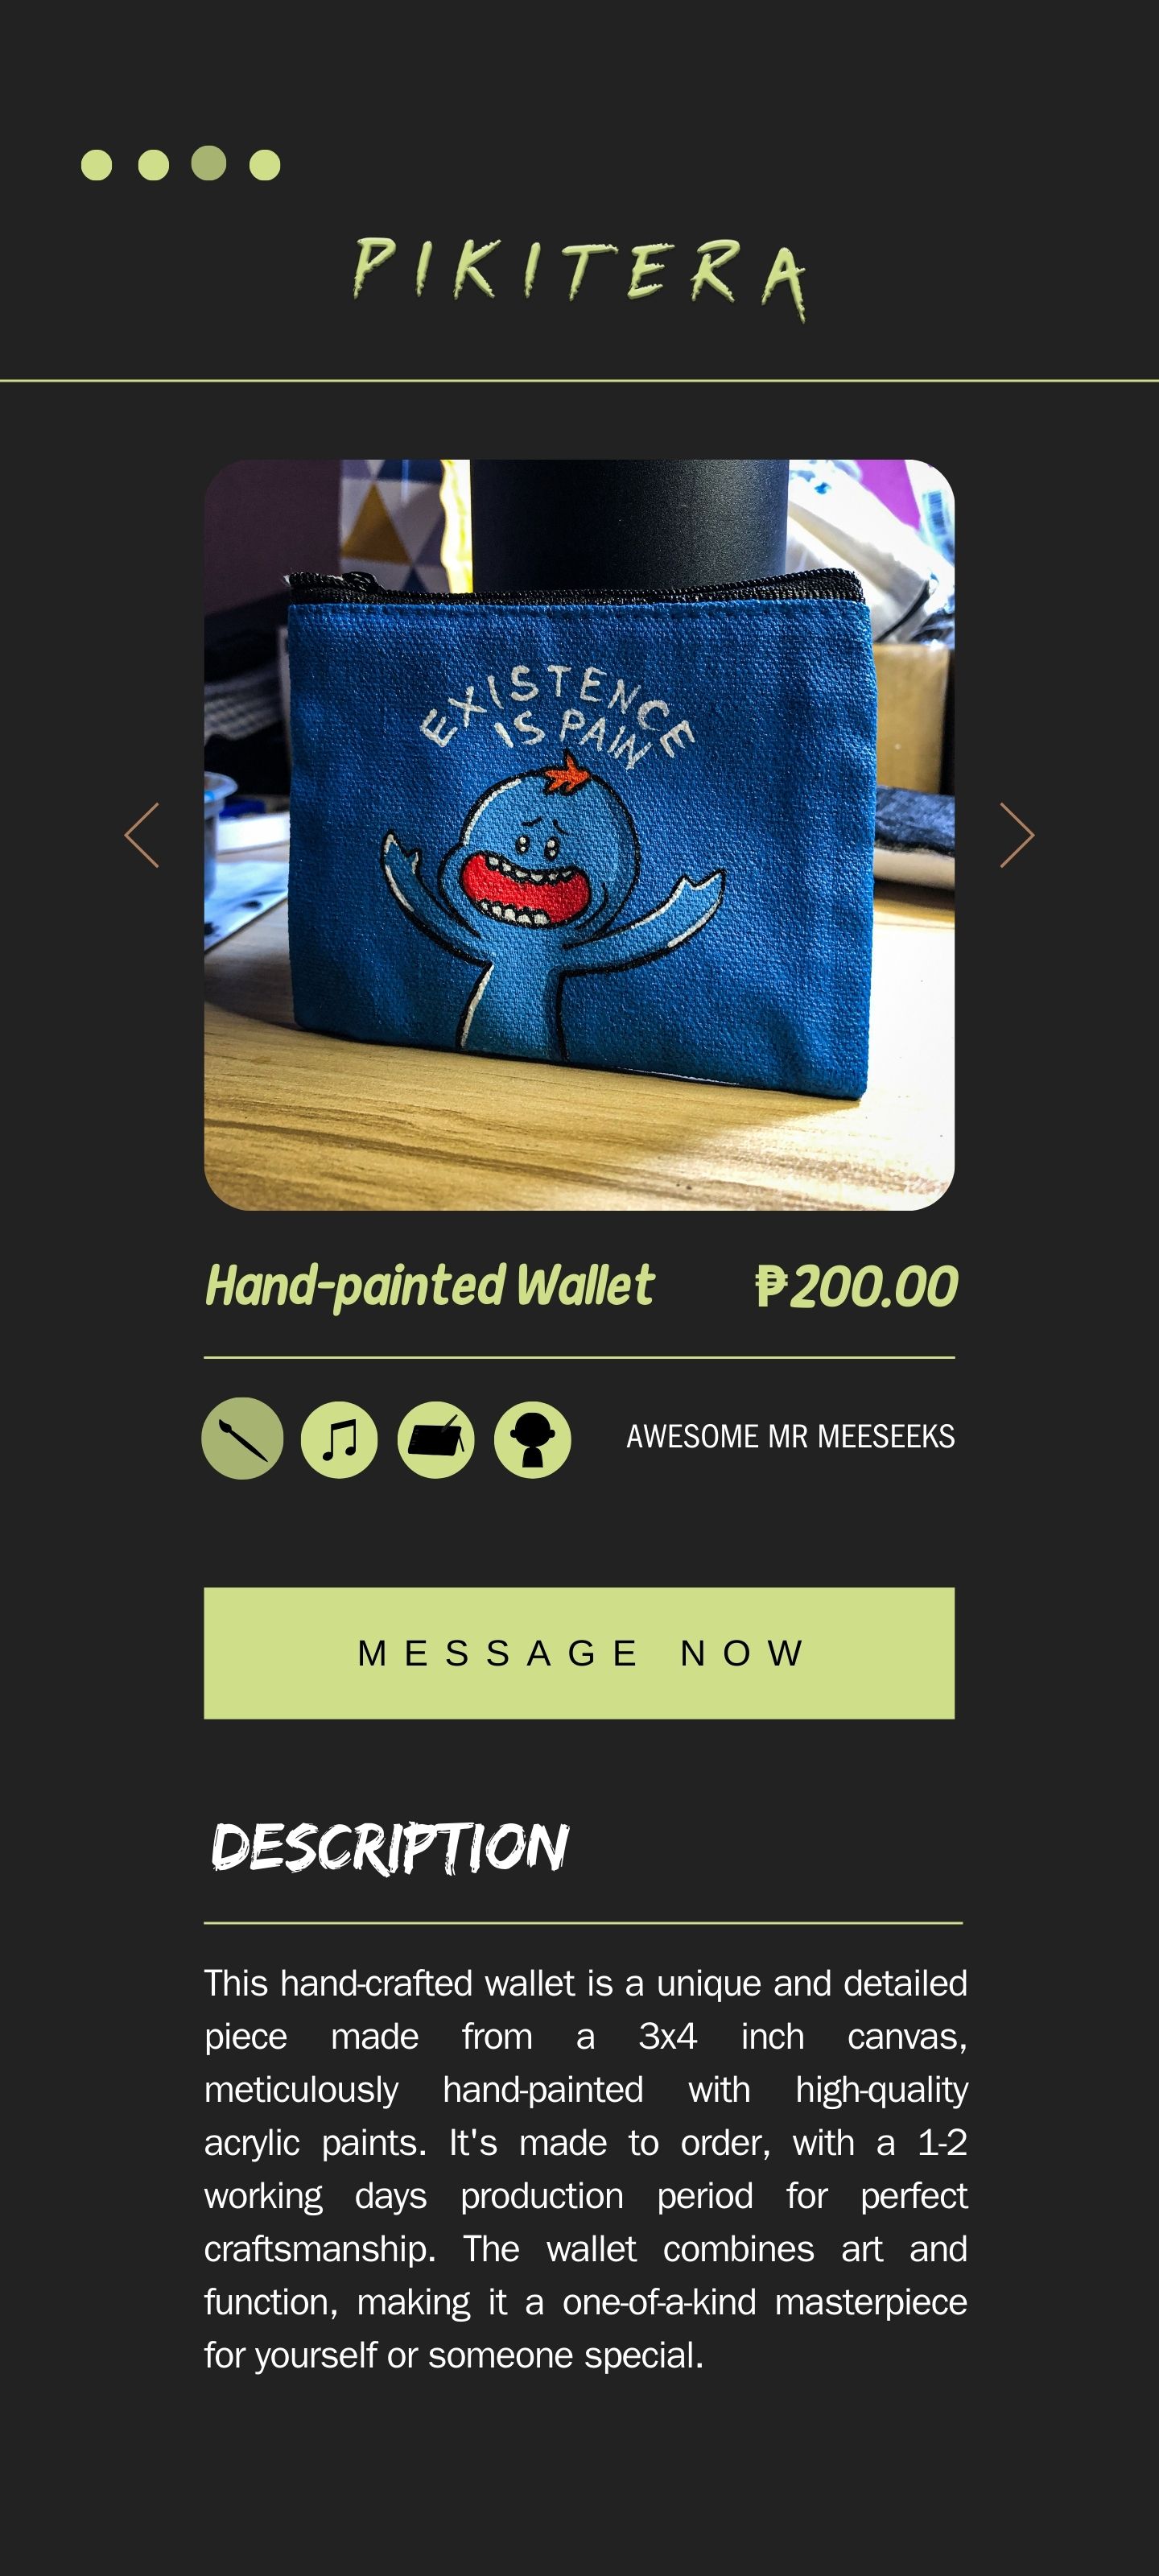 PIKITERA
EXISTENCE
IS PAIN
Hand-painted Wallet
₱200.00
AWESOME MR MEESEEKS
MESSAGE NOW
DESCRIPTION
This hand-crafted wallet is a unique and detailed
piece made from a 3x4 inch canvas,
meticulously hand-painted with high-quality
acrylic paints. It's made to order, with a 1-2
working days production period for perfect
craftsmanship. The wallet combines art and
function, making it a one-of-a-kind masterpiece
for yourself or someone special.